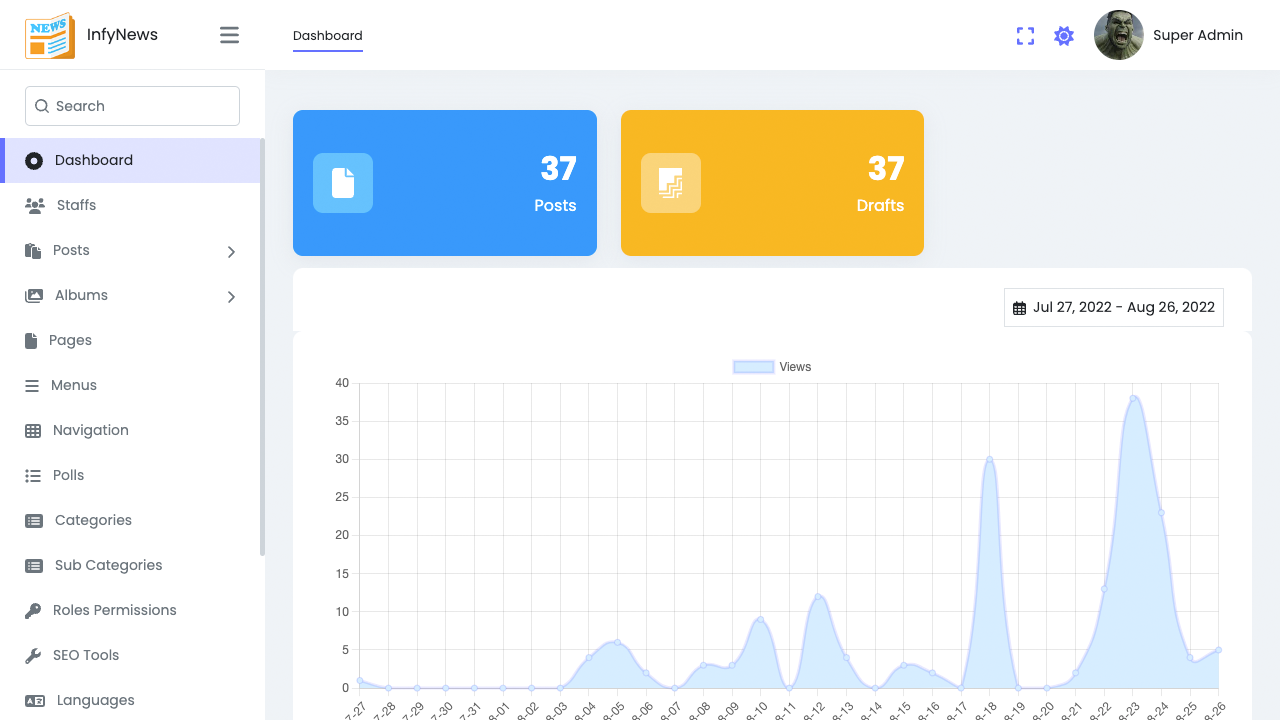 NEWS
InfyNews
Dashboard
Super Admin
Search
Dashboard
Staffs
Posts
Albums
Pages
Menus
Navigation
Polls
Categories
Sub Categories
Roles Permissions
SEO Tools
Languages
37
Posts
37
Drafts
Jul 27, 2022 - Aug 26, 2022
Views
40
35
30
25
20
15
10
5
0
7-27
7-28
7-29
7-30
7-31
8-01
8-02
8-03
8-04
8-05
8-06
8-07
8-08
8-09
8-10
8-11
8-12
8-13
8-14
8-15
8-16
8-17
8-18
8-19
8-20
8-21
8-22
8-23
8-24
8-25
8-26